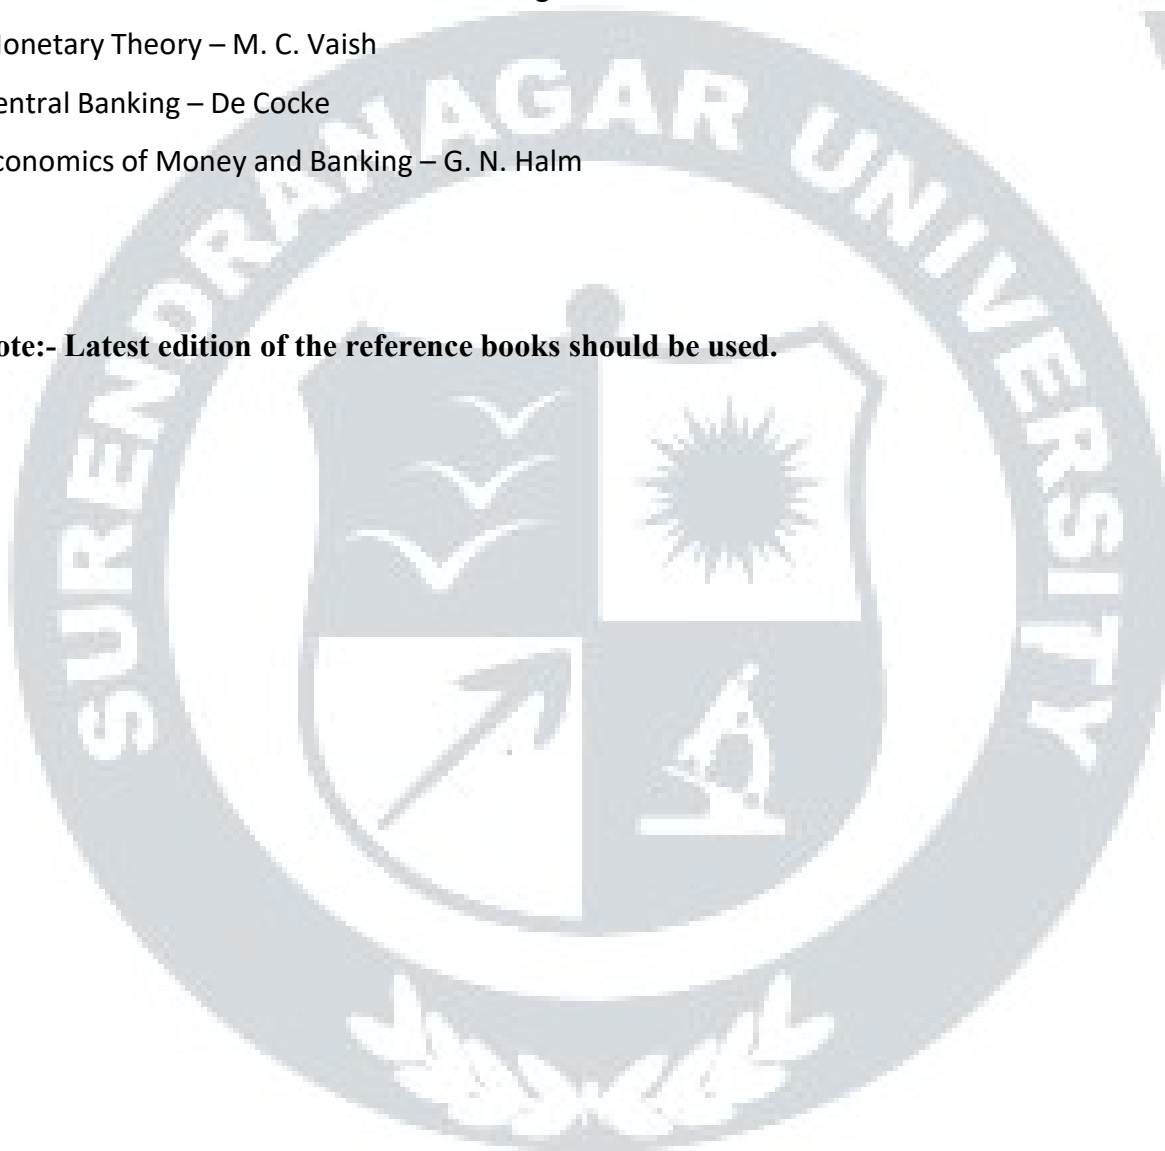 onetary Theory – M. C. Vaish
entral Banking – De Cocke
conomics of Money and Banking – G. N. Halm
ote:- Latest edition of the reference books should be used.
SURENDRANAGAR UNIVERSITY